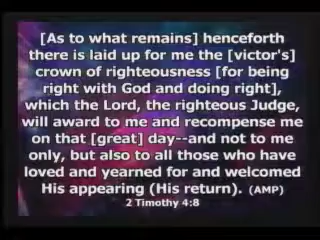 [As to what remains] henceforth
there is laid up for me the [victor's]
crown of righteousness [for being
right with God and doing right],
which the Lord, the righteous Judge,
will award to me and recompense me
on that [great] day--and not to me
only, but also to all those who have
loved and yearned for and welcomed
His appearing (His return). (AMP)
2 Timothy 4:8